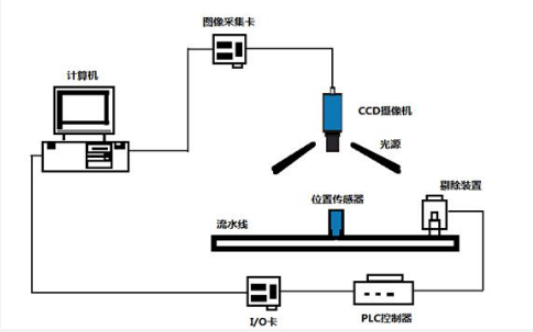 图像采集卡
计算机
CCD摄像机
光源
剔除装置
位置传感器
流水线
I/O卡
PLC控制器